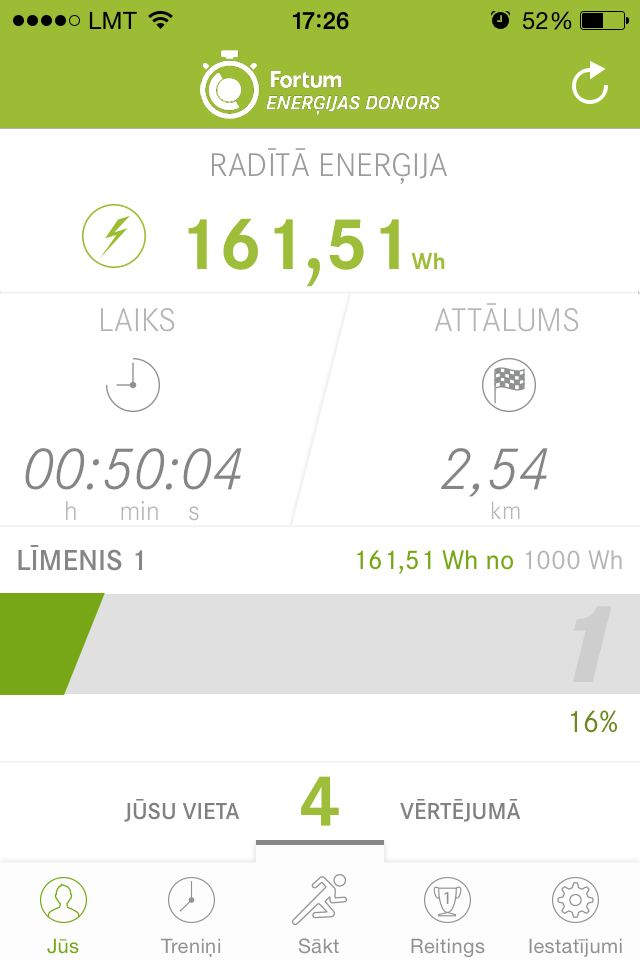 LMT 17:26 52%
Fortum
ENERĢIJAS DONORS
RADĪTĀ ENERĢIJA
161,51 Wh
LAIKS ATTĀLUMS
00:50:04 2,54
h min s km
LĪMENIS 1 161,51 Wh no 1000 Wh
1
16%
JŪSU VIETA 4 VĒRTĒJUMĀ
1
Jūs Treniņi Sākt Reitings Iestatījumi